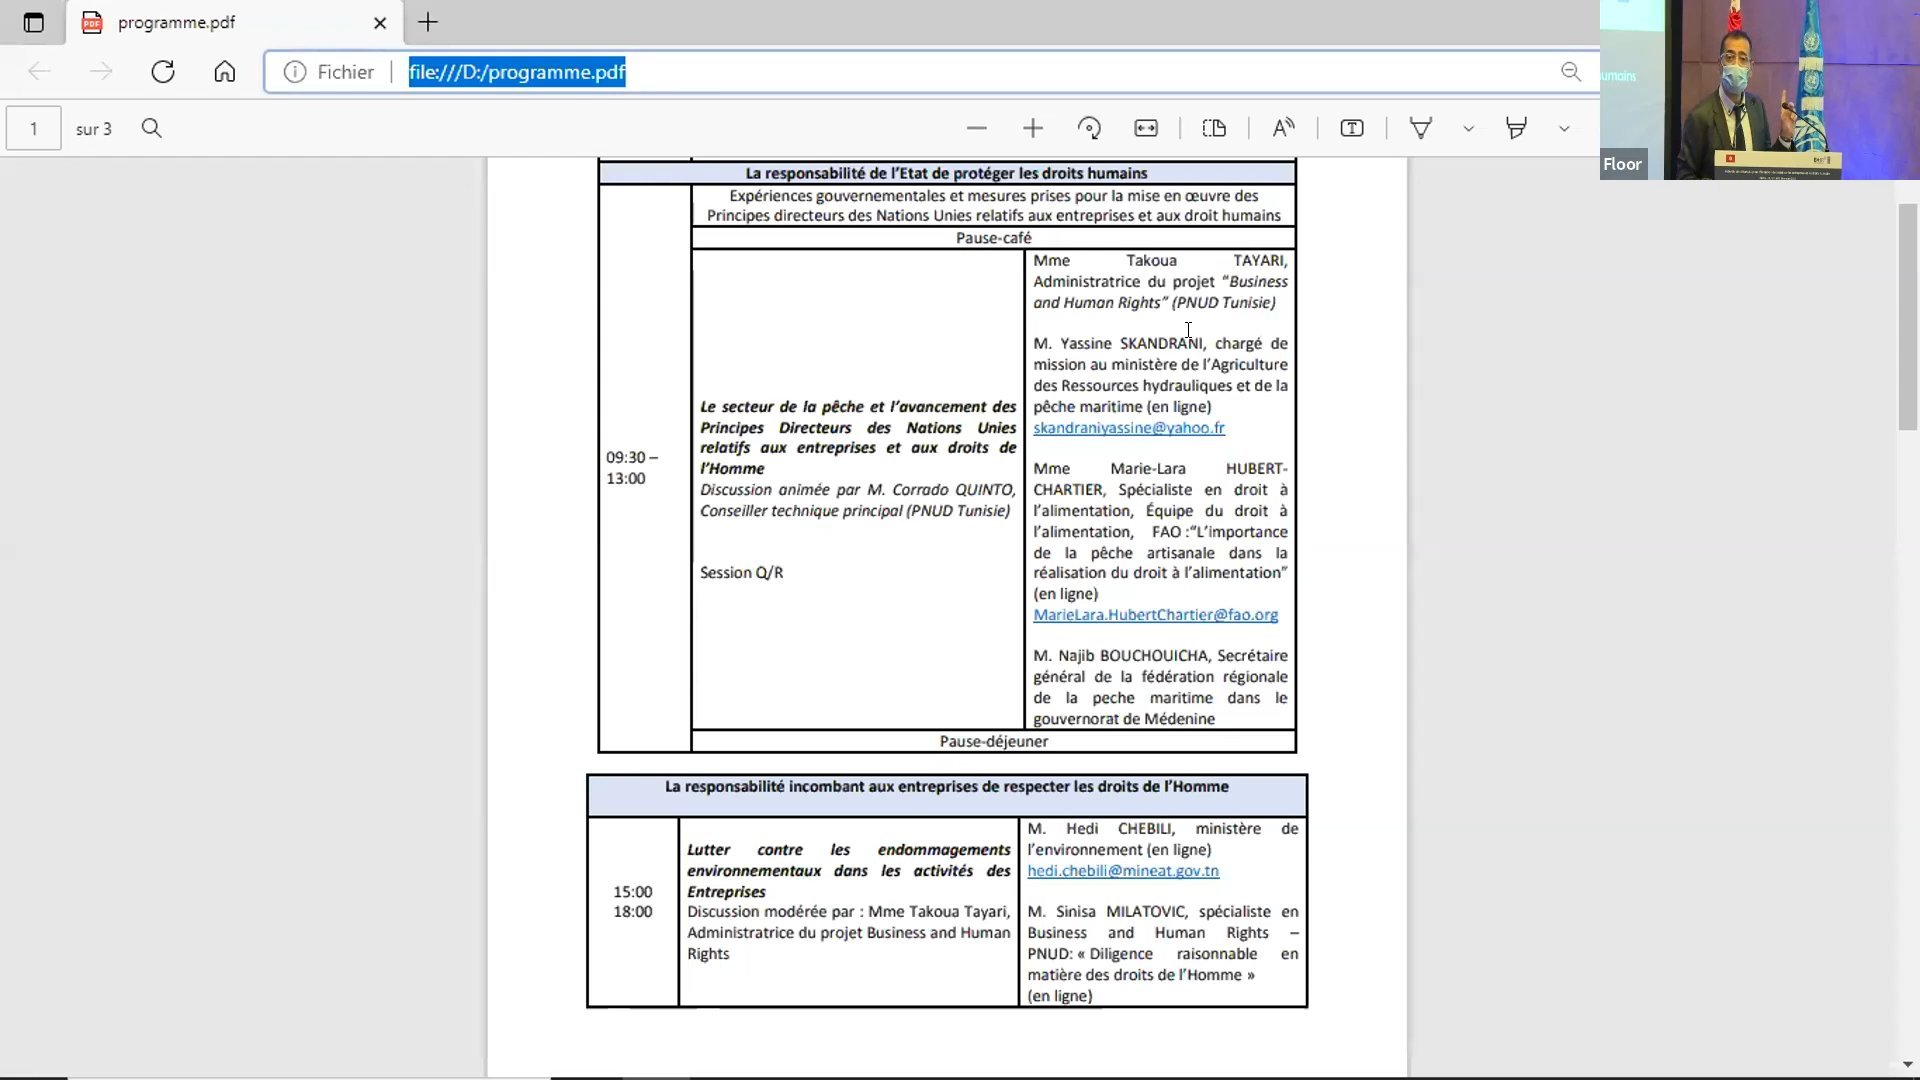 programme.pdf
Fichier
file:///D:/programme.pdf
1
sur 3
umains
Floor
La responsabilité de l’Etat de protéger les droits humains
Expériences gouvernementales et mesures prises pour la mise en œuvre des
Principes directeurs des Nations Unies relatifs aux entreprises et aux droit humains
Pause-café
09:30 –
13:00
Le secteur de la pêche et l’avancement des
Principes Directeurs des Nations Unies
relatifs aux entreprises et aux droits de
l’Homme
Discussion animée par M. Corrado QUINTO,
Conseiller technique principal (PNUD Tunisie)
Session Q/R
Mme Takoua TAYARI,
Administratrice du projet “Business
and Human Rights” (PNUD Tunisie)
M. Yassine SKANDRANI, chargé de
mission au ministère de l’Agriculture
des Ressources hydrauliques et de la
pêche maritime (en ligne)
skandraniyassine@yahoo.fr
Mme Marie-Lara HUBERT-
CHARTIER, Spécialiste en droit à
l’alimentation, Équipe du droit à
l’alimentation, FAO :“L’importance
de la pêche artisanale dans la
réalisation du droit à l’alimentation”
(en ligne)
MarieLara.HubertChartier@fao.org
M. Najib BOUCHOUICHA, Secrétaire
général de la fédération régionale
de la peche maritime dans le
gouvernorat de Médenine
Pause-déjeuner
La responsabilité incombant aux entreprises de respecter les droits de l’Homme
15:00
18:00
Lutter contre les endommagements
environnementaux dans les activités des
Entreprises
Discussion modérée par : Mme Takoua Tayari,
Administratrice du projet Business and Human
Rights
M. Hedi CHEBILI, ministère de
l’environnement (en ligne)
hedi.chebili@mineat.gov.tn
M. Sinisa MILATOVIC, spécialiste en
Business and Human Rights –
PNUD: « Diligence raisonnable en
matière des droits de l’Homme »
(en ligne)